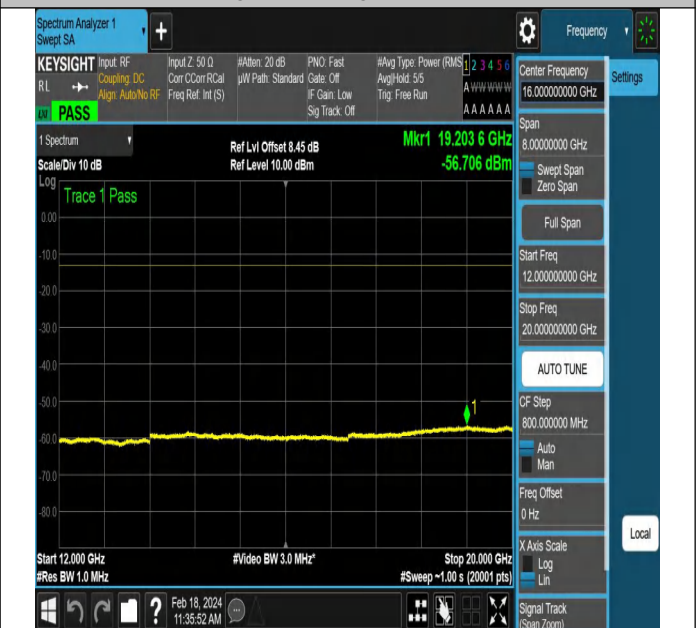 Spectrum Analyzer 1
Swept SA
+
Frequency
KEYSIGHT
RL
PASS
Input: RF
Coupling: DC
Align: Auto/No RF
Input Z: 50 Ω
Corr CCorr RCal
Freq Ref: Int (S)
#Atten: 20 dB
µW Path: Standard
PNO: Fast
Gate: Off
IF Gain: Low
Sig Track: Off
#Avg Type: Power (RMS
Avg|Hold: 5/5
Trig: Free Run
1 2 3 4 5 6
A W W W W W
A A A A A A
Center Frequency
16.000000000 GHz
Settings
1 Spectrum
Scale/Div 10 dB
Ref Lvl Offset 8.45 dB
Ref Level 10.00 dBm
Mkr1 19.203 6 GHz
-56.706 dBm
Span
8.00000000 GHz
Swept Span
Zero Span
Full Span
Start Freq
12.000000000 GHz
Stop Freq
20.000000000 GHz
AUTO TUNE
CF Step
800.000000 MHz
Auto
Man
Freq Offset
0 Hz
X Axis Scale
Log
Lin
Signal Track
(Span Zoom)
Local
Log
Trace 1 Pass
0.00
-10.0
-20.0
-30.0
-40.0
-50.0
1
-60.0
-70.0
-80.0
Start 12.000 GHz
#Res BW 1.0 MHz
#Video BW 3.0 MHz*
Stop 20.000 GHz
#Sweep ~1.00 s (20001 pts)
?
Feb 18, 2024
11:35:52 AM